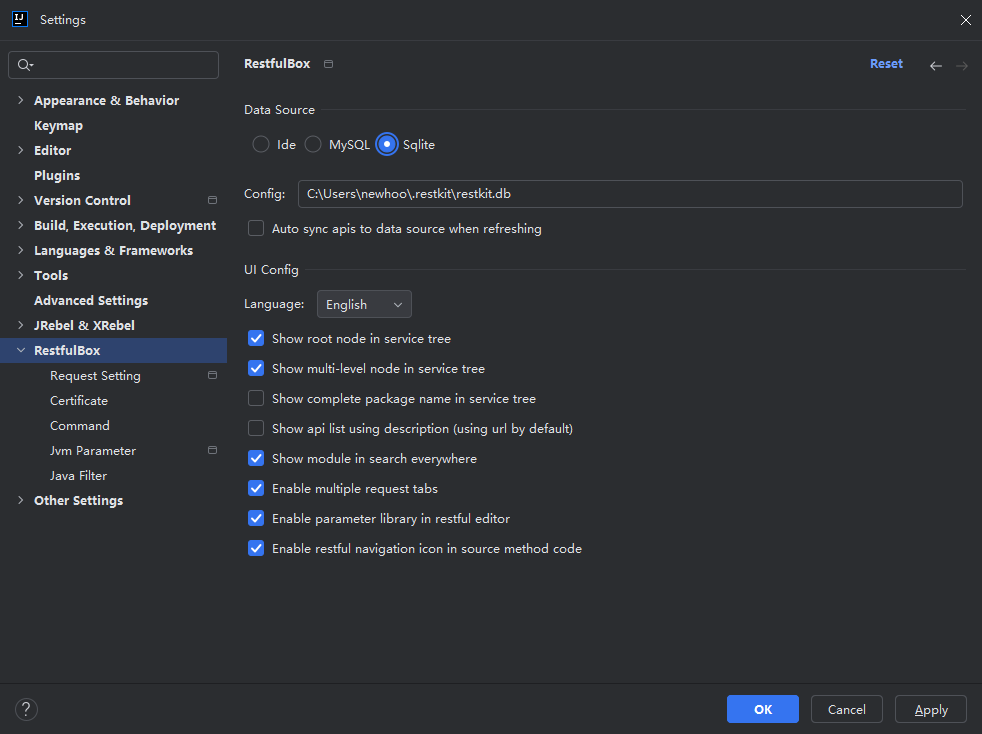 Settings
RestfulBox
Reset
Appearance & Behavior
Keymap
Editor
Plugins
Version Control
Build, Execution, Deployment
Languages & Frameworks
Tools
Advanced Settings
JRebel & XRebel
RestfulBox
Request Setting
Certificate
Command
Jvm Parameter
Java Filter
Other Settings
Data Source
Ide MySQL Sqlite
Config: C:\Users\newhoo\.restkit\restkit.db
Auto sync apis to data source when refreshing
UI Config
Language: English
Show root node in service tree
Show multi-level node in service tree
Show complete package name in service tree
Show api list using description (using url by default)
Show module in search everywhere
Enable multiple request tabs
Enable parameter library in restful editor
Enable restful navigation icon in source method code
? OK Cancel Apply